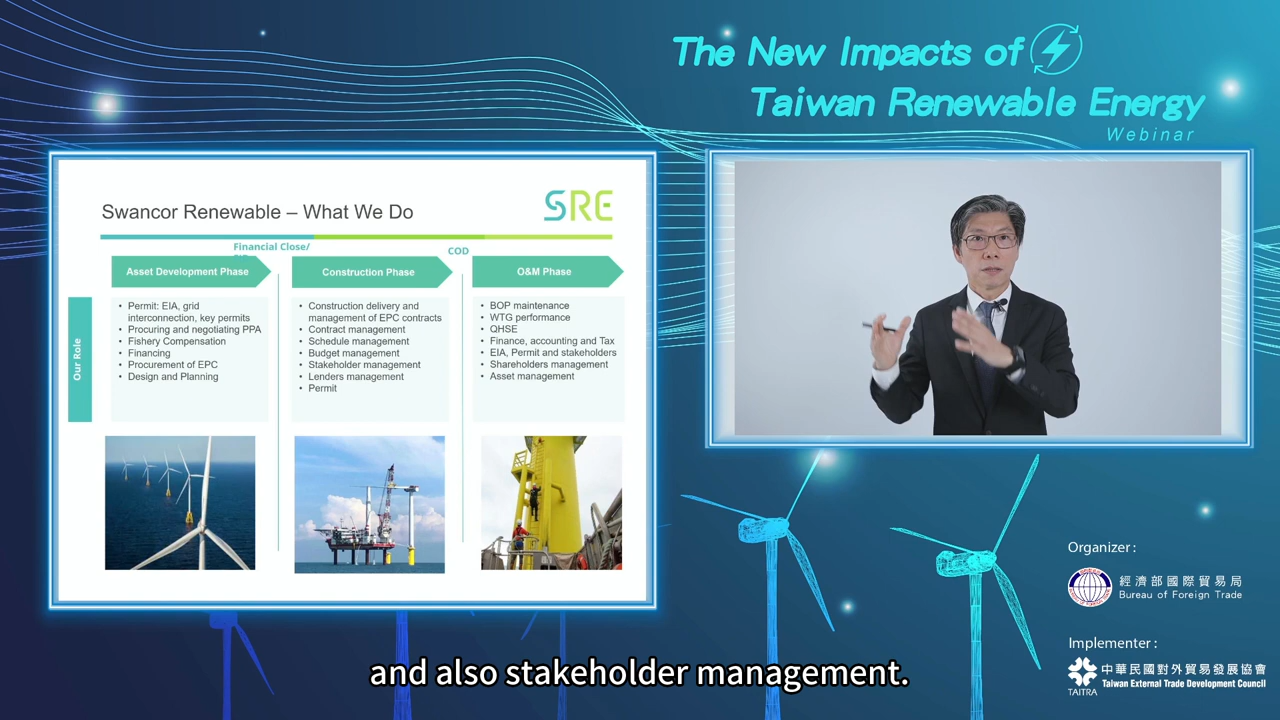 The New Impacts of
Taiwan Renewable Energy
Webinar
Swancor Renewable – What We Do
SRE
Financial Close/
COD
Asset Development Phase
Construction Phase
O&M Phase
Our Role
• Permit: EIA, grid
interconnection, key permits
• Procuring and negotiating PPA
• Fishery Compensation
• Financing
• Procurement of EPC
• Design and Planning
• Construction delivery and
management of EPC contracts
• Contract management
• Schedule management
• Budget management
• Stakeholder management
• Lenders management
• Permit
• BOP maintenance
• WTG performance
• QHSE
• Finance, accounting and Tax
• EIA, Permit and stakeholders
• Shareholders management
• Asset management
Organizer :
經濟部國際貿易局
Bureau of Foreign Trade
Implementer :
中華民國對外貿易發展協會
Taiwan External Trade Development Council
TAITRA
and also stakeholder management.